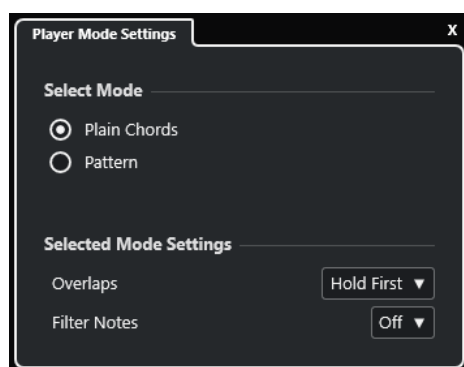 Player Mode Settings X
Select Mode
Plain Chords
Pattern
Selected Mode Settings
Overlaps Hold First
Filter Notes Off